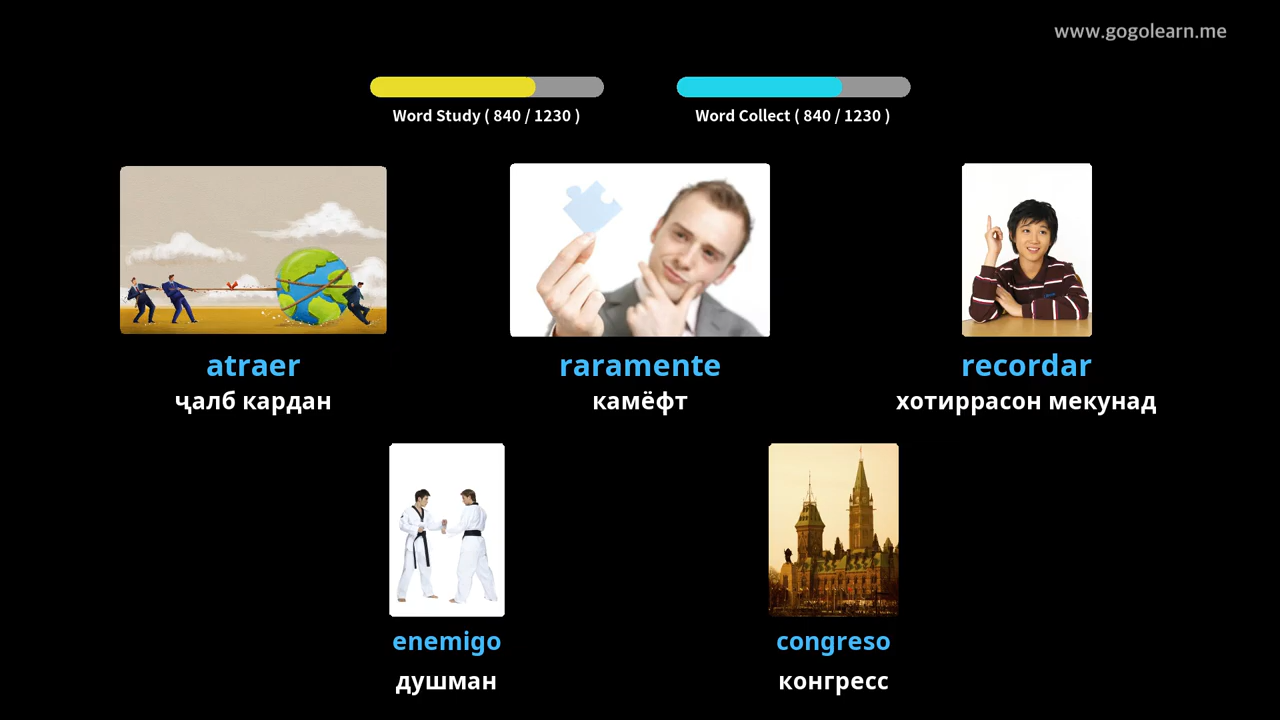 www.gogolearn.me
Word Study ( 840 / 1230 )
Word Collect ( 840 / 1230 )
atraer
ҷалб кардан
raramente
камёфт
recordar
хотиррасон мекунад
enemigo
душман
congreso
конгресс